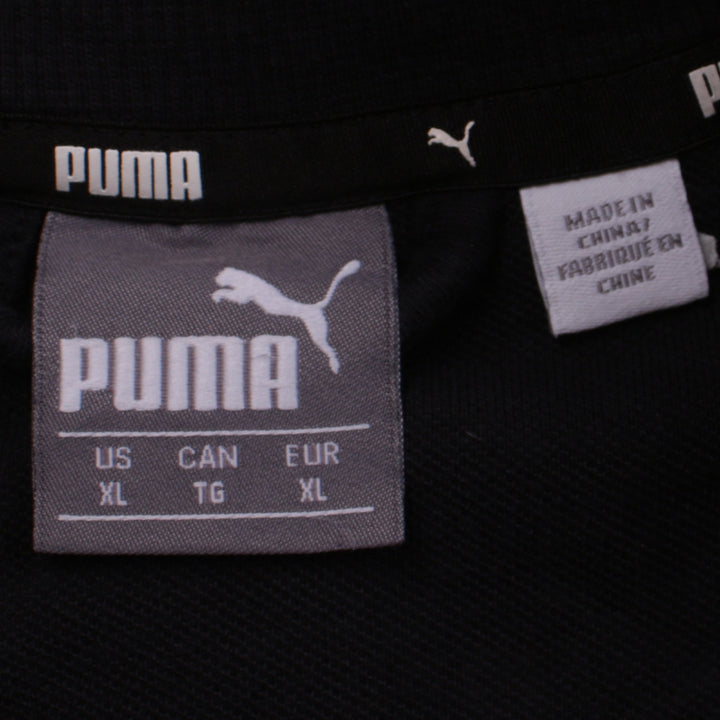 PUMA
P
MADE IN
CHINA/
FABRIQUÉ EN
CHINE
PUMA
US CAN EUR
XL TG XL